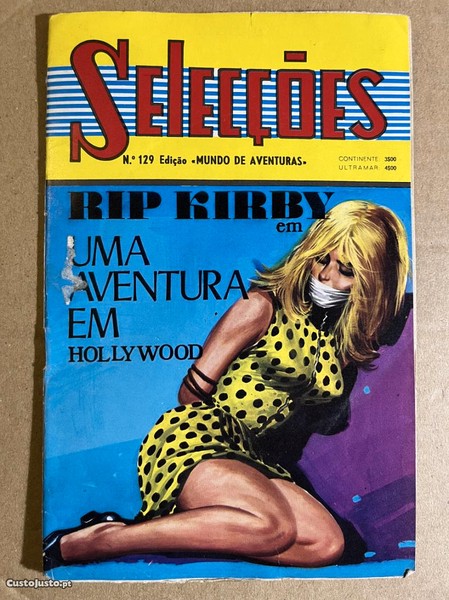 SELECÇÕES
N.º 129 Edição «MUNDO DE AVENTURAS»
CONTINENTE 3$00
ULTRAMAR 4$00
RIP KIRBY
em
UMA
AVENTURA
EM
HOLLYWOOD
CustoJusto.pt